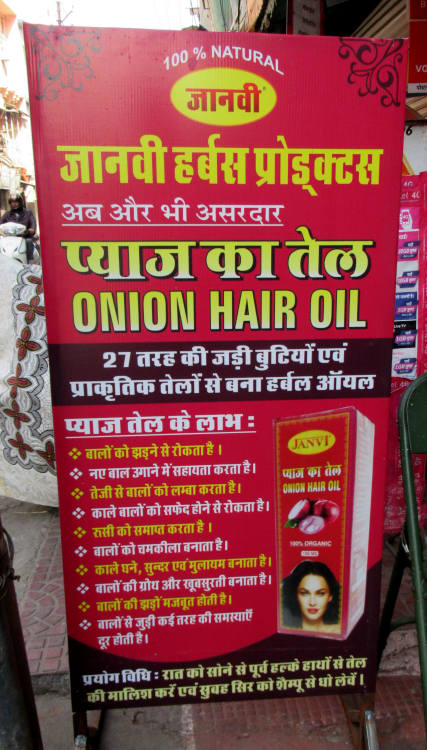 100 % NATURAL
जानवी
जानवी हर्बस प्रोड्क्टस
अब और भी असरदार
प्याज का तेल
ONION HAIR OIL
27 तरह की जड़ी बुटियों एवं
प्राकृतिक तेलों से बना हर्बल ऑयल
प्याज तेल के लाभ :
❖ बालों को झड़ने से रोकता है ।
❖ नए बाल उगाने में सहायता करता है।
❖ तेजी से बालों को लम्बा करता है।
❖ काले बालों को सफेद होने से रोकता है।
❖ रुसी को समाप्त करता है ।
❖ बालों को चमकीला बनाता है।
❖ काले घने, सुन्दर एवं मुलायम बनाता है।
❖ बालों की ग्रोथ और खूबसुरती बनाता है।
❖ बालों की झड़ों मजबूत होती है।
❖ बालों से जुड़ी कई तरह की समस्याएँ
दूर होती है।
JANVI
प्याज का तेल
ONION HAIR OIL
100% ORGANIC
प्रयोग विधि : रात को सोने से पूर्व हल्के हाथों से तेल
की मालिश करें एवं सुबह सिर को शैम्पू से धो लेवें ।